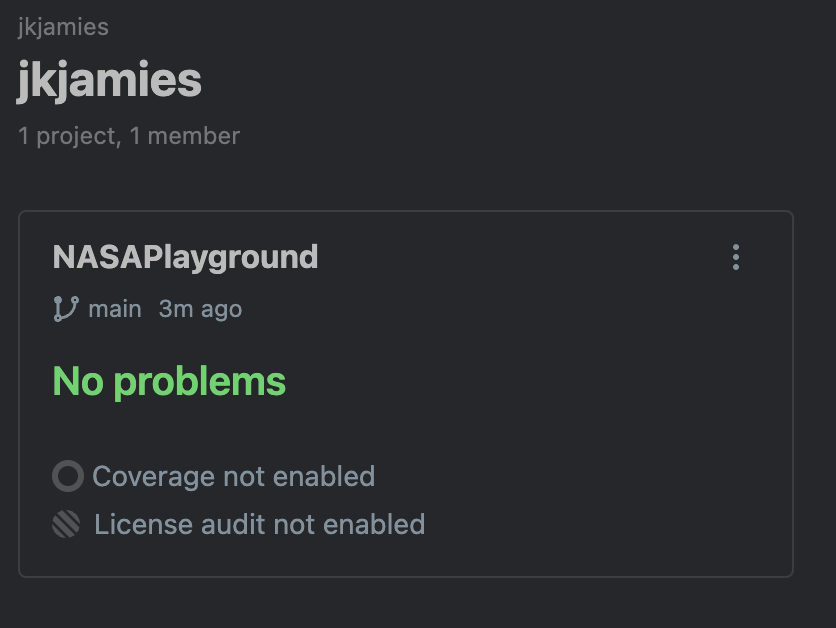 jkjamies
jkjamies
1 project, 1 member
NASAPlayground
main 3m ago
No problems
Coverage not enabled
License audit not enabled